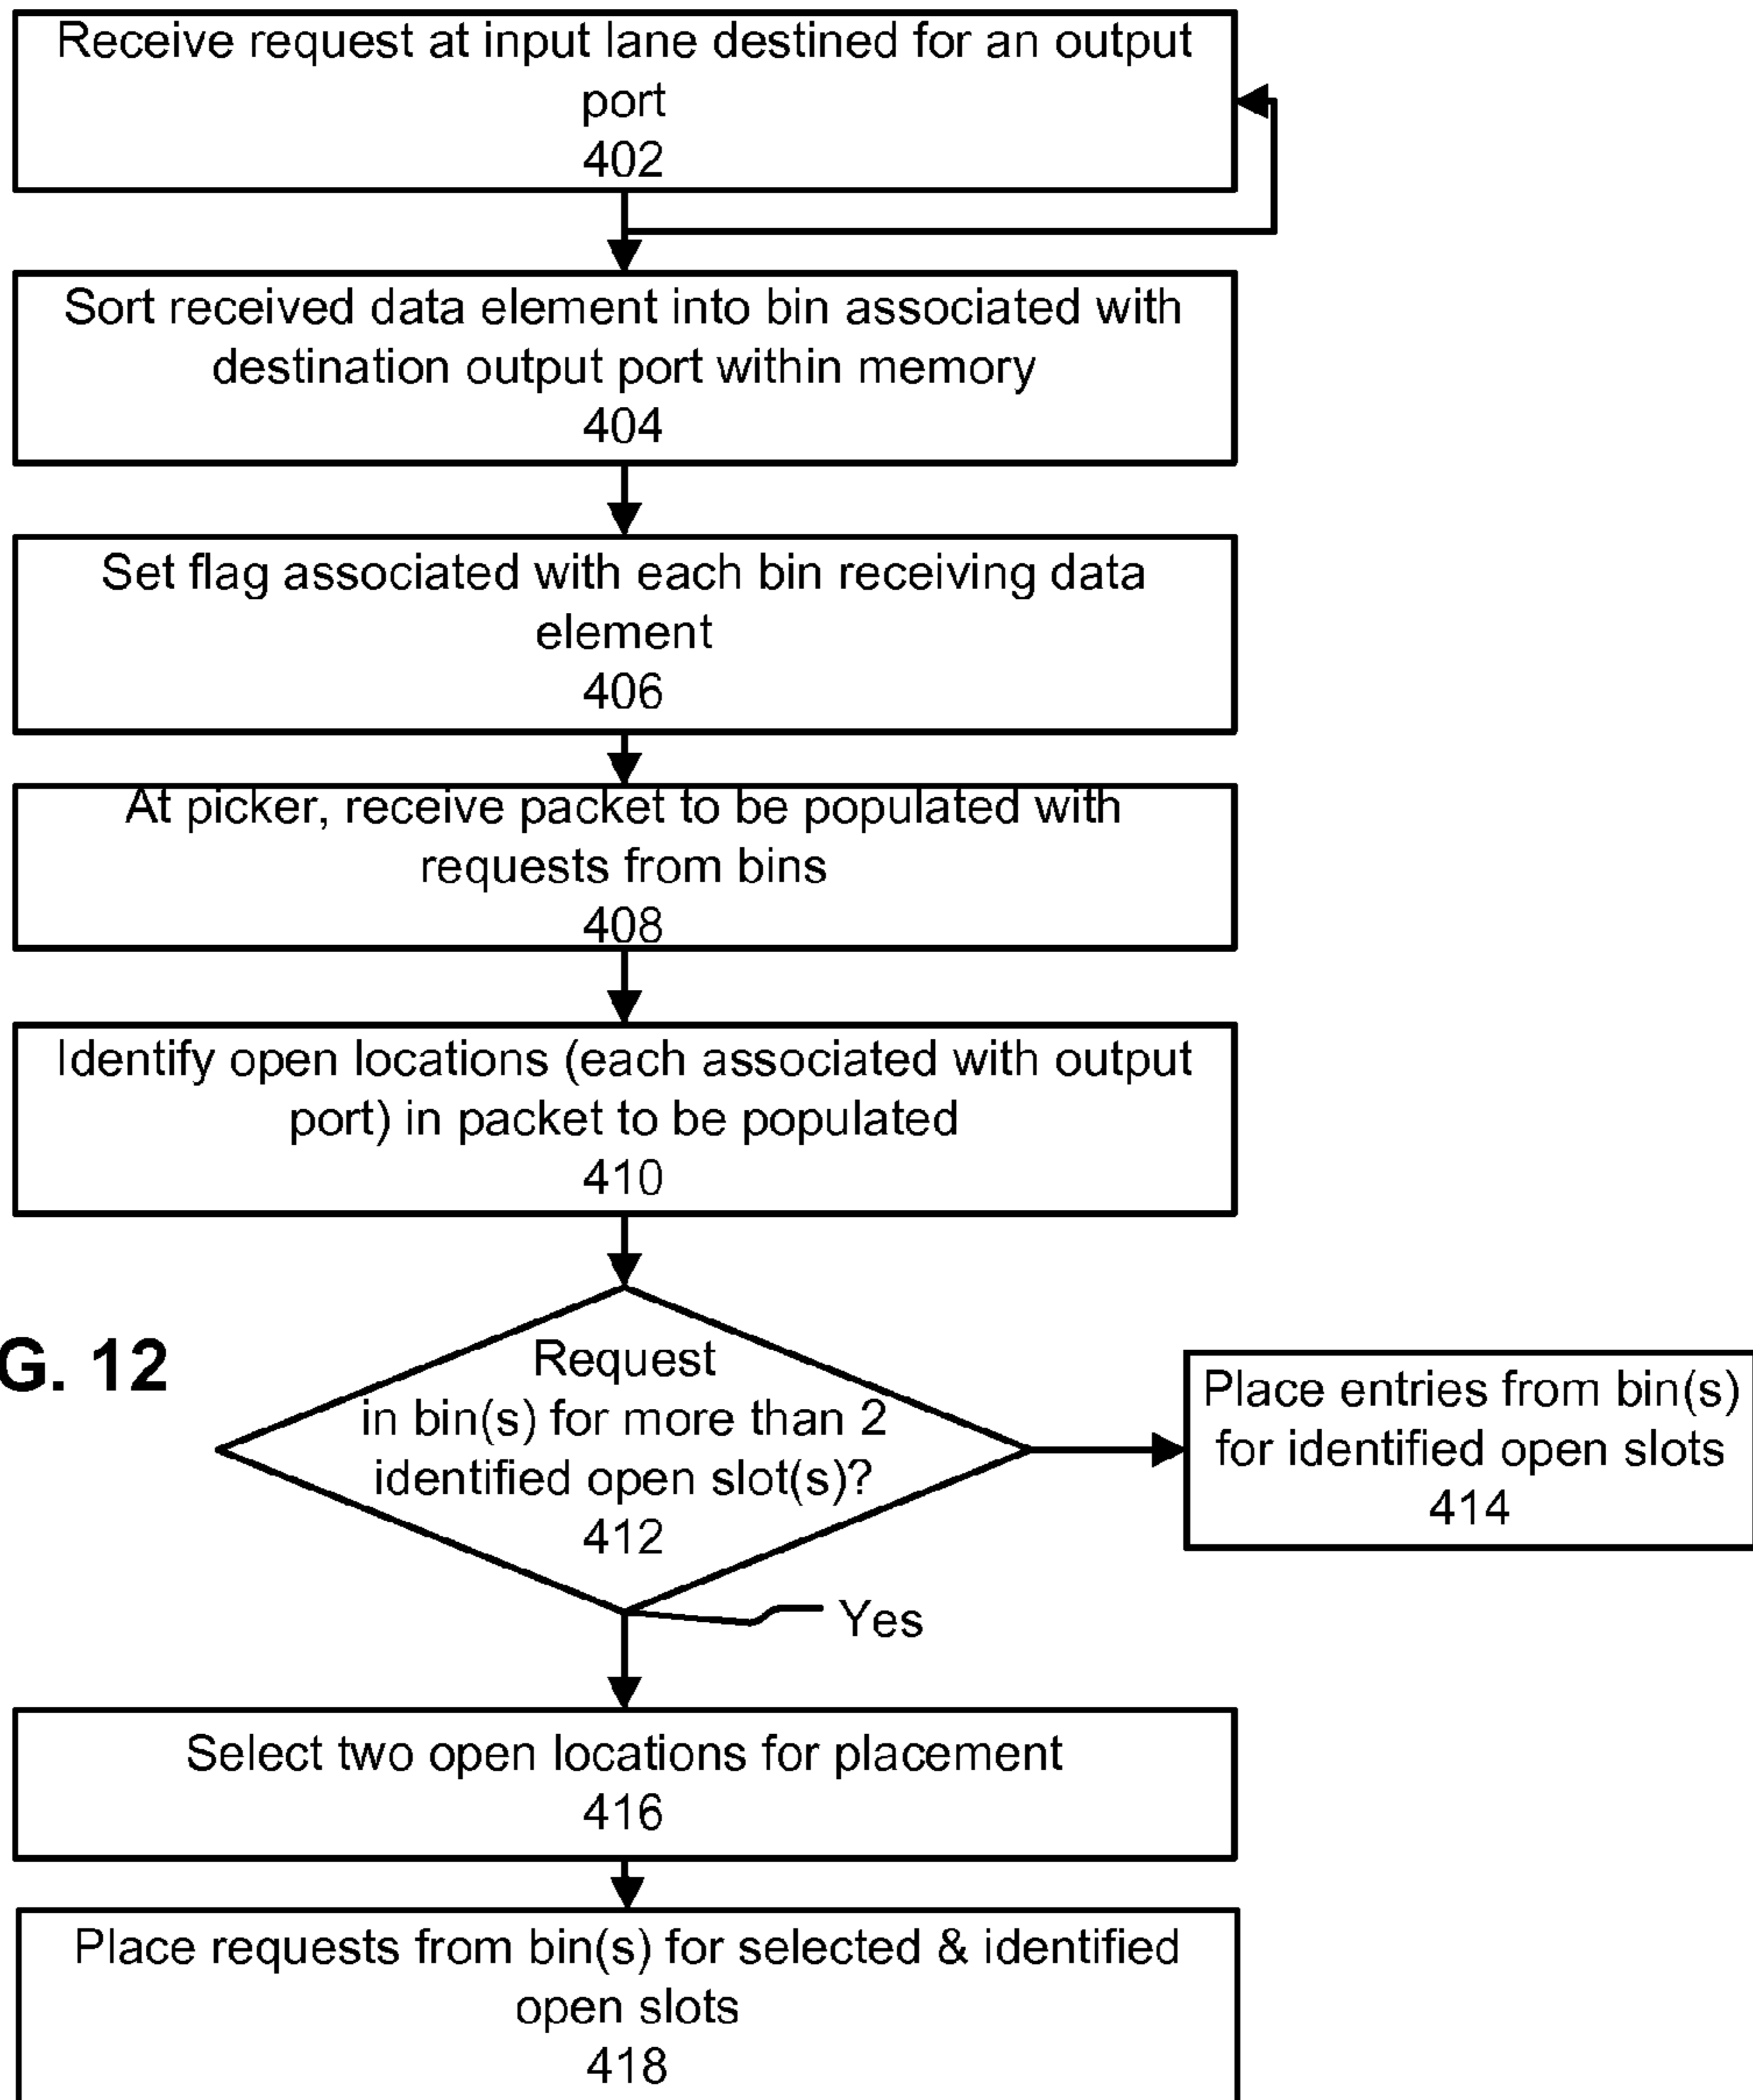 Receive request at input lane destined for an output
port
402
Sort received data element into bin associated with
destination output port within memory
404
Set flag associated with each bin receiving data
element
406
At picker, receive packet to be populated with
requests from bins
408
Identify open locations (each associated with output
port) in packet to be populated
410
G. 12
Request
in bin(s) for more than 2
identified open slot(s)?
412
Place entries from bin(s)
for identified open slots
414
Yes
Select two open locations for placement
416
Place requests from bin(s) for selected & identified
open slots
418